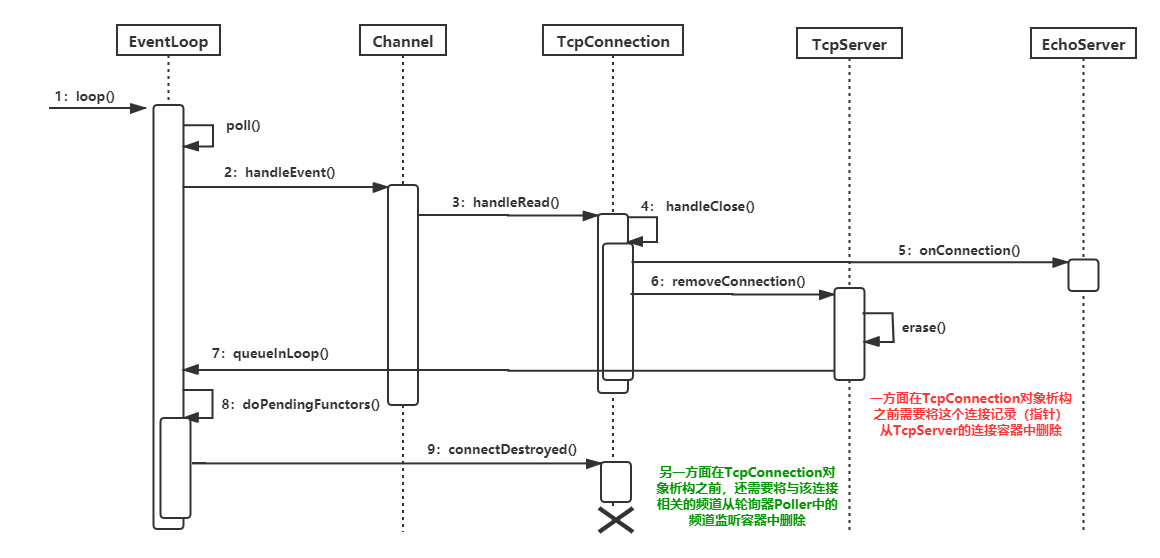 EventLoop
Channel
TcpConnection
TcpServer
EchoServer
1：loop()
poll()
2：handleEvent()
3：handleRead()
4： handleClose()
5：onConnection()
6：removeConnection()
erase()
7：queueInLoop()
8：doPendingFunctors()
一方面在TcpConnection对象析构
之前需要将这个连接记录（指针）
从TcpServer的连接容器中删除
9：connectDestroyed()
另一方面在TcpConnection对
象析构之前，还需要将与该连接
相关的频道从轮询器Poller中的
频道监听容器中删除